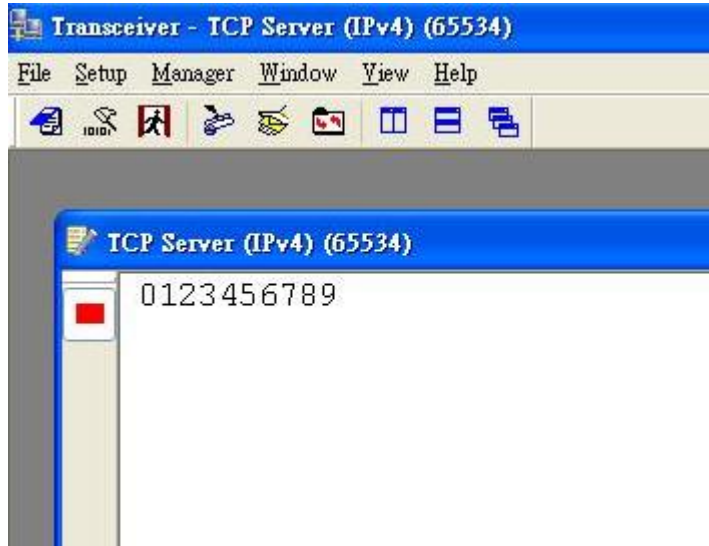 Transceiver - TCP Server (IPv4) (65534)
File Setup Manager Window View Help
TCP Server (IPv4) (65534)
0123456789